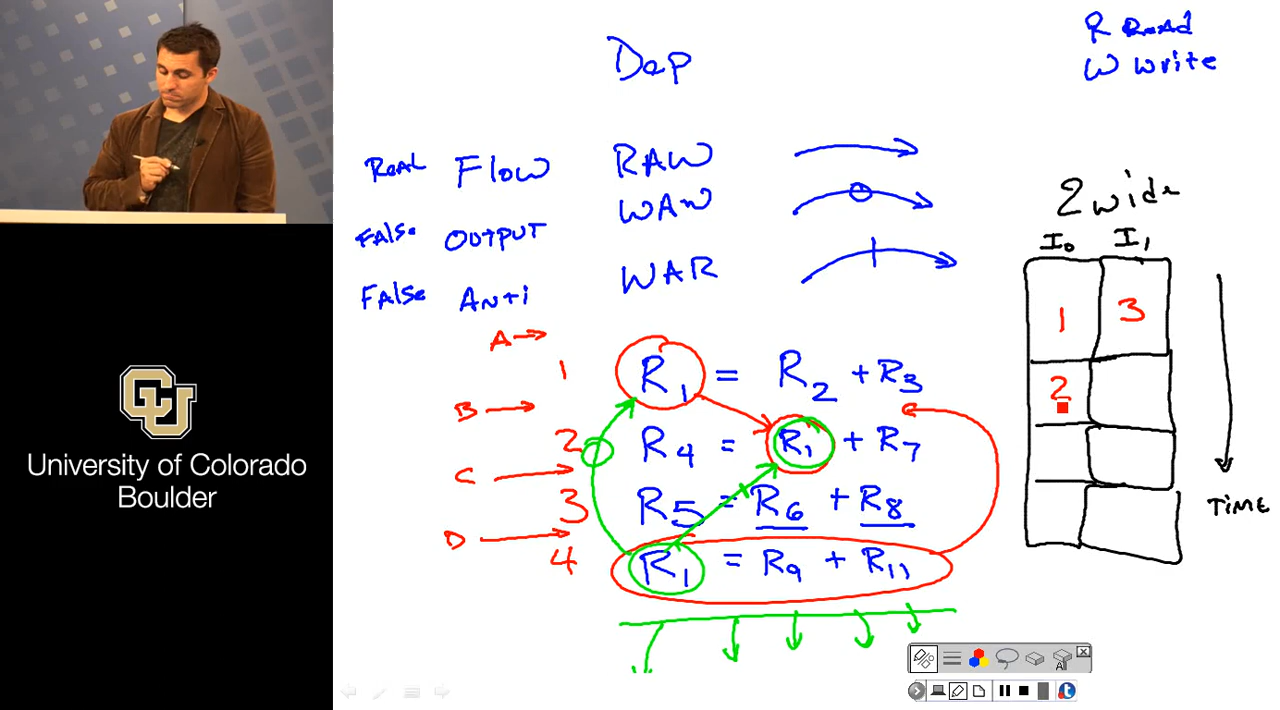 Dep
R Read
W Write
Real Flow RAW
False Output WAW
False Anti WAR
2 wide
I0 I1
1 3
2
TIME
A
1 R1 = R2 + R3
B
2 R4 = R1 + R7
C
3 R5 = R6 + R8
D
4 R1 = R9 + R11
CU
University of Colorado
Boulder